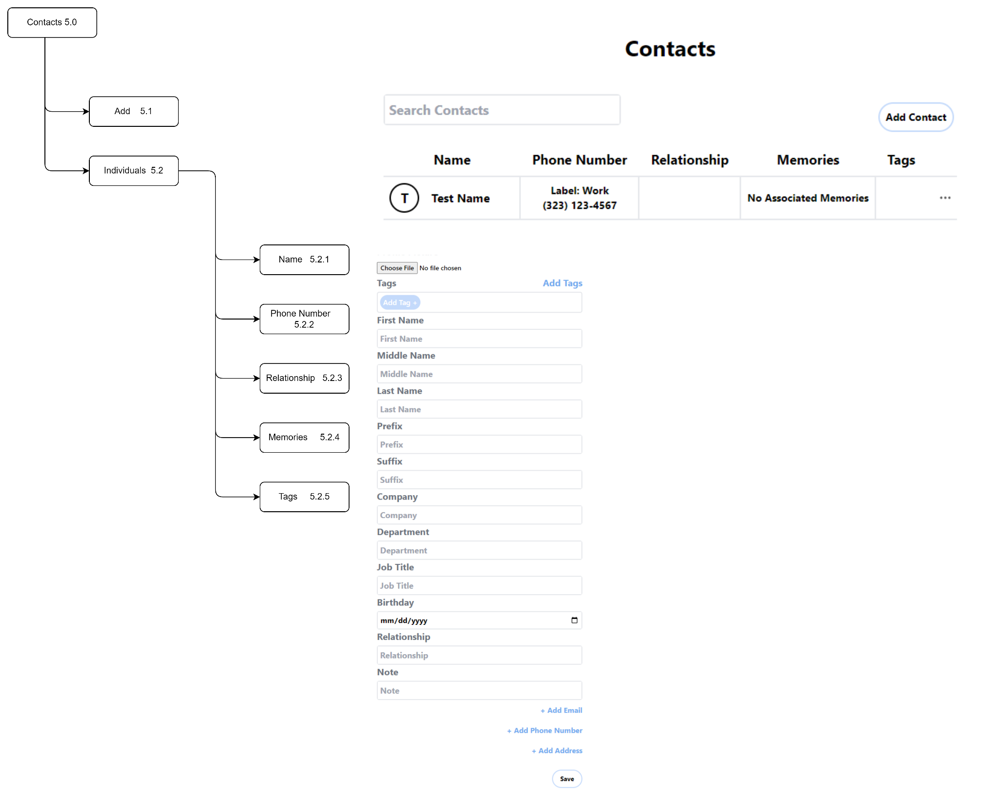 Contacts 5.0
Add 5.1
Individuals 5.2
Name 5.2.1
Phone Number
5.2.2
Relationship 5.2.3
Memories 5.2.4
Tags 5.2.5
Contacts
Search Contacts
Add Contact
Name Phone Number Relationship Memories Tags
T Test Name
Label: Work
(323) 123-4567
No Associated Memories
...
Choose File No file chosen
Tags Add Tags
Add Tag +
First Name
First Name
Middle Name
Middle Name
Last Name
Last Name
Prefix
Prefix
Suffix
Suffix
Company
Company
Department
Department
Job Title
Job Title
Birthday
mm/dd/yyyy
Relationship
Relationship
Note
Note
+ Add Email
+ Add Phone Number
+ Add Address
Save